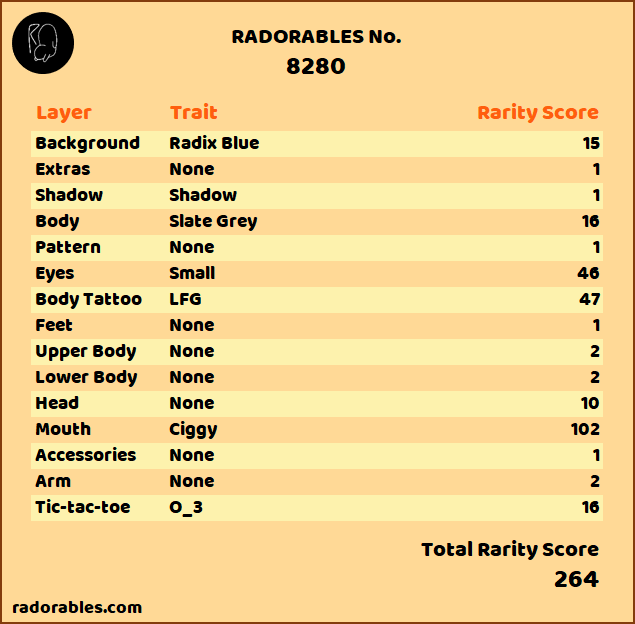 RADORABLES No.
8280
Layer Trait Rarity Score
Background Radix Blue 15
Extras None 1
Shadow Shadow 1
Body Slate Grey 16
Pattern None 1
Eyes Small 46
Body Tattoo LFG 47
Feet None 1
Upper Body None 2
Lower Body None 2
Head None 10
Mouth Ciggy 102
Accessories None 1
Arm None 2
Tic-tac-toe O_3 16
Total Rarity Score
264
radorables.com